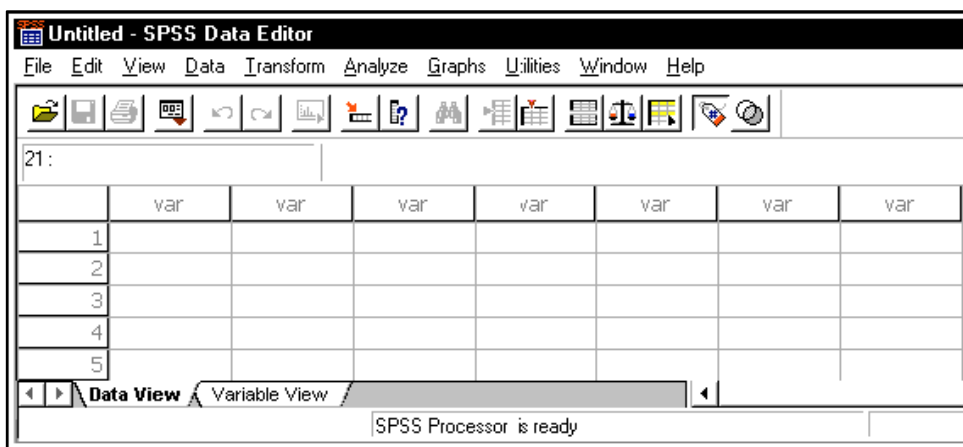 SPSS
Untitled - SPSS Data Editor
File Edit View Data Transform Analyze Graphs Utilities Window Help
21 :
var var var var var var var
1
2
3
4
5
Data View Variable View
SPSS Processor is ready